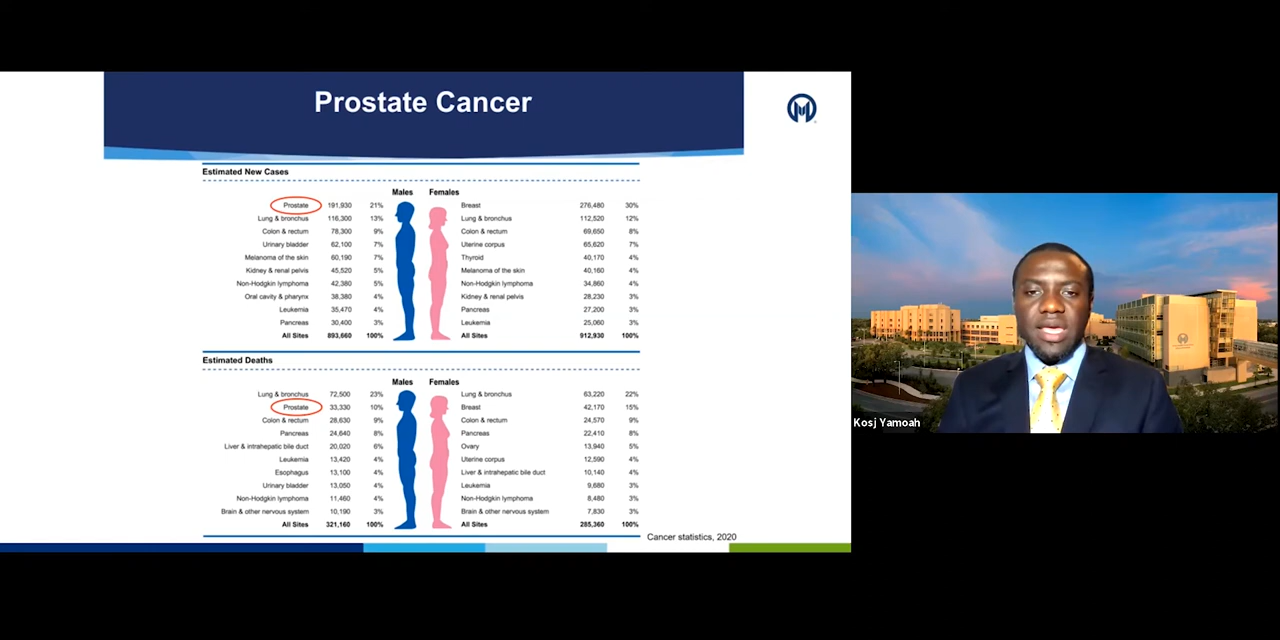 Prostate Cancer
Estimated New Cases
Males Females
Prostate 191,930 21% Breast 276,480 30%
Lung & bronchus 116,300 13% Lung & bronchus 112,520 12%
Colon & rectum 78,300 9% Colon & rectum 69,650 8%
Urinary bladder 62,100 7% Uterine corpus 65,620 7%
Melanoma of the skin 60,190 7% Thyroid 40,170 4%
Kidney & renal pelvis 45,520 5% Melanoma of the skin 40,160 4%
Non-Hodgkin lymphoma 42,380 5% Non-Hodgkin lymphoma 34,860 4%
Oral cavity & pharynx 38,380 4% Kidney & renal pelvis 28,230 3%
Leukemia 35,470 4% Pancreas 27,200 3%
Pancreas 30,400 3% Leukemia 25,060 3%
All Sites 893,660 100% All Sites 912,930 100%
Estimated Deaths
Males Females
Lung & bronchus 72,500 23% Lung & bronchus 63,220 22%
Prostate 33,330 10% Breast 42,170 15%
Colon & rectum 28,630 9% Colon & rectum 24,570 9%
Pancreas 24,640 8% Pancreas 22,410 8%
Liver & intrahepatic bile duct 20,020 6% Ovary 13,940 5%
Leukemia 13,420 4% Uterine corpus 12,590 4%
Esophagus 13,100 4% Liver & intrahepatic bile duct 10,140 4%
Urinary bladder 13,050 4% Leukemia 9,680 3%
Non-Hodgkin lymphoma 11,460 4% Non-Hodgkin lymphoma 8,480 3%
Brain & other nervous system 10,190 3% Brain & other nervous system 7,830 3%
All Sites 321,160 100% All Sites 285,360 100%
Cancer statistics, 2020
Kosj Yamoah